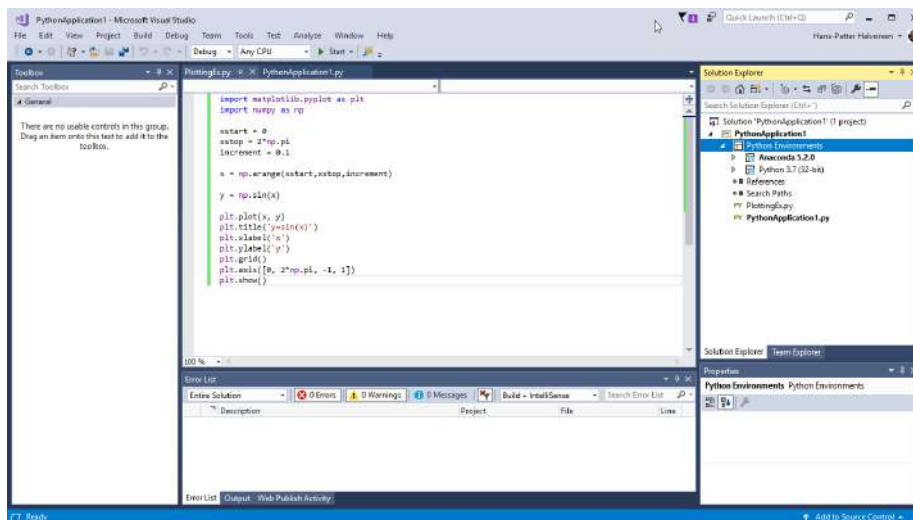 PythonApplication1 - Microsoft Visual Studio
Quick Launch (Ctrl+Q)
File Edit View Project Build Debug Team Tools Test Analyze Window Help
Hans-Petter Halvorsen
Debug Any CPU Start
Toolbox
Search Toolbox
General
There are no usable controls in this group.
Drag an item onto this text to add it to the
toolbox.
PlottingEx.py PythonApplication1.py
import matplotlib.pyplot as plt
import numpy as np
xstart = 0
xstop = 2*np.pi
increment = 0.1
x = np.arange(xstart,xstop,increment)
y = np.sin(x)
plt.plot(x, y)
plt.title('y=sin(x)')
plt.xlabel('x')
plt.ylabel('y')
plt.grid()
plt.axis([0, 2*np.pi, -1, 1])
plt.show()
100 %
Error List
Entire Solution 0 Errors 0 Warnings 0 Messages Build + IntelliSense Search Error List
Description Project File Line
Error List Output Web Publish Activity
Solution Explorer
Search Solution Explorer (Ctrl+')
Solution 'PythonApplication1' (1 project)
PythonApplication1
Python Environments
Anaconda 5.2.0
Python 3.7 (32-bit)
References
Search Paths
PY PlottingEx.py
PY PythonApplication1.py
Solution Explorer Team Explorer
Properties
Python Environments Python Environments
Ready
Add to Source Control